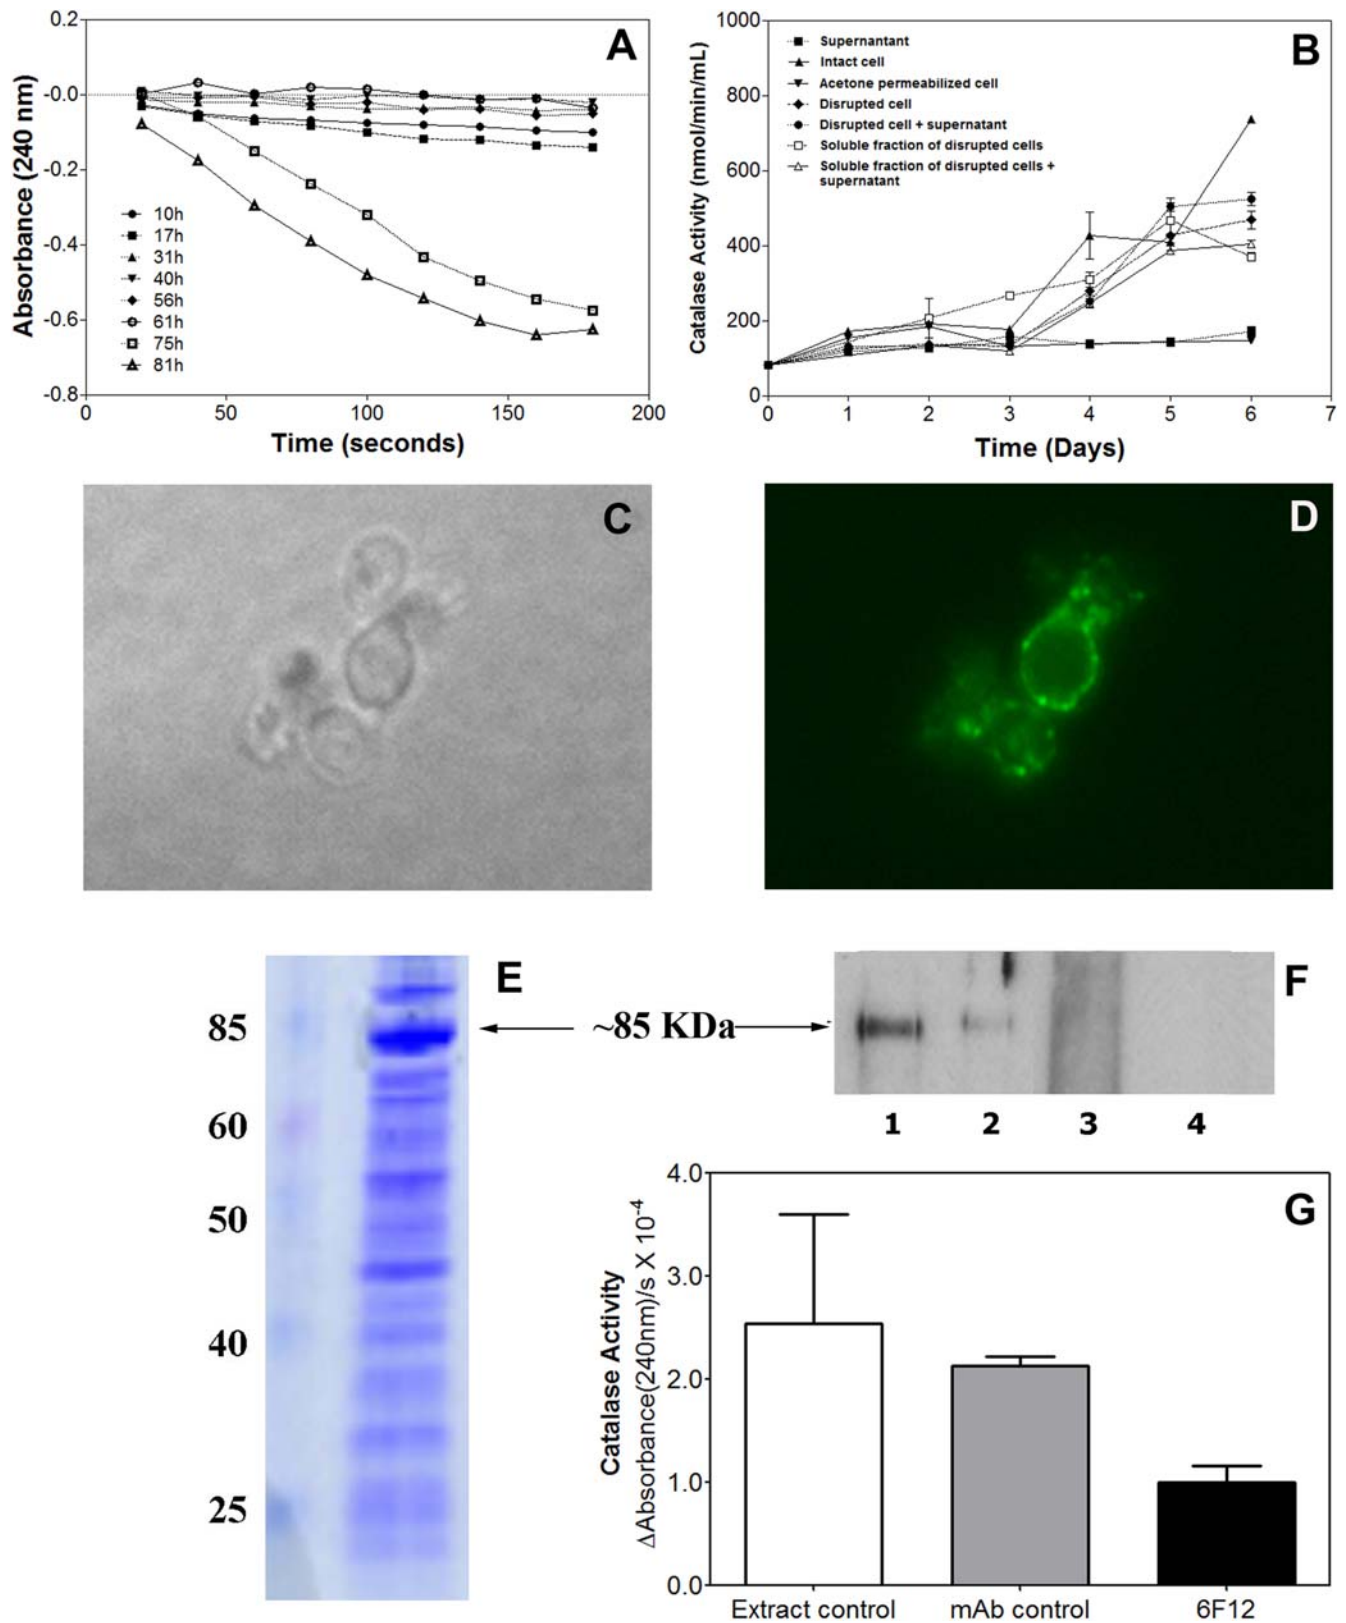 A
0.2
-0.0
-0.2
-0.4
-0.6
-0.8
Absorbance (240 nm)
10h
17h
31h
40h
56h
61h
75h
81h
0 50 100 150 200
Time (seconds)
B
1000
800
600
400
200
0
Catalase Activity (nmol/min/mL)
Supernantant
Intact cell
Acetone permeabilized cell
Disrupted cell
Disrupted cell + supernatant
Soluble fraction of disrupted cells
Soluble fraction of disrupted cells +
supernatant
0 1 2 3 4 5 6 7
Time (Days)
C
D
E
85
60
50
40
25
~85 KDa
F
1 2 3 4
G
4.0
3.0
2.0
1.0
0.0
Catalase Activity
ΔAbsorbance(240nm)/s X 10⁻⁴
Extract control mAb control 6F12